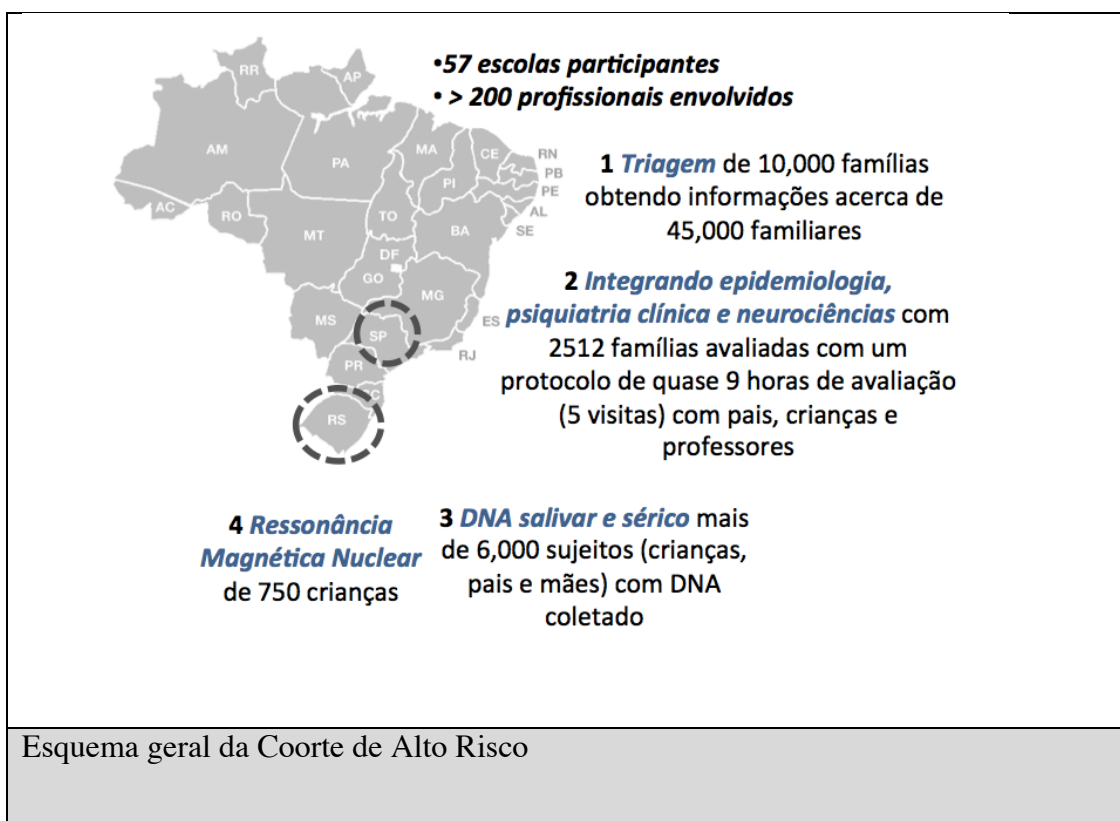 •57 escolas participantes
• > 200 profissionais envolvidos
RR
AP
AM
PA
MA
CE
RN
PB
PE
PI
AL
SE
AC
RO
TO
BA
MT
DF
GO
MG
ES
MS
SP
RJ
PR
SC
RS
1 Triagem de 10,000 famílias
obtendo informações acerca de
45,000 familiares
2 Integrando epidemiologia,
psiquiatria clínica e neurociências com
2512 famílias avaliadas com um
protocolo de quase 9 horas de avaliação
(5 visitas) com pais, crianças e
professores
4 Ressonância
Magnética Nuclear
de 750 crianças
3 DNA salivar e sérico mais
de 6,000 sujeitos (crianças,
pais e mães) com DNA
coletado
Esquema geral da Coorte de Alto Risco